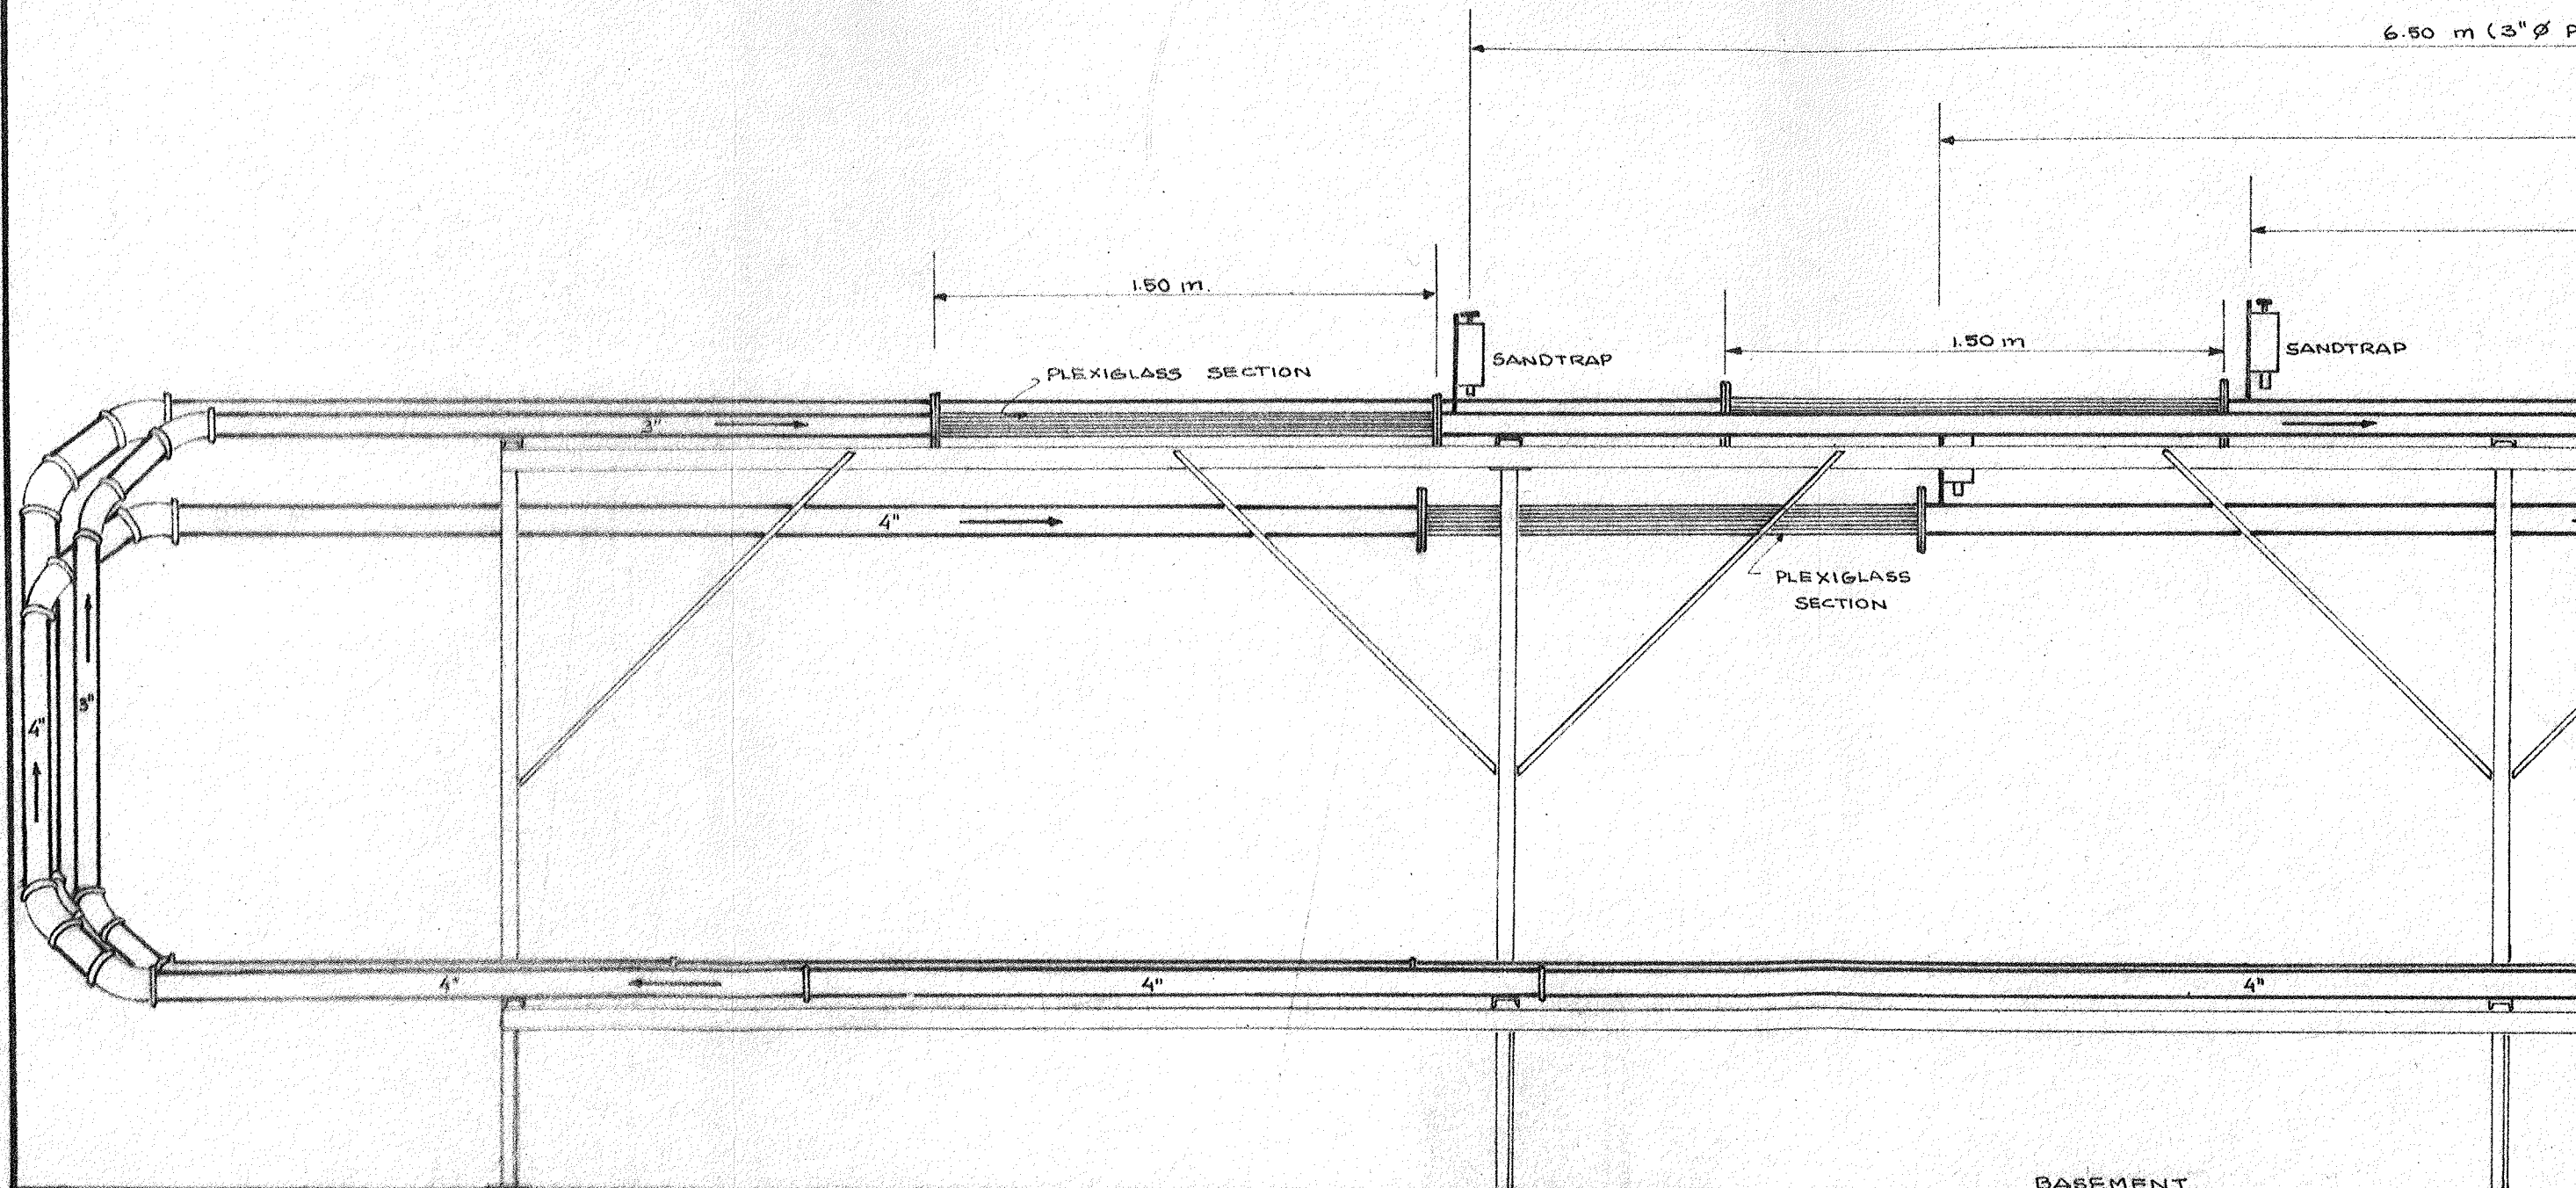 6.50 m (3"Ø P
1.50 m.
1.50 m
SANDTRAP
SANDTRAP
PLEXIGLASS SECTION
3"
4"
PLEXIGLASS
SECTION
3"
4"
4"
4"
4"
BASEMENT